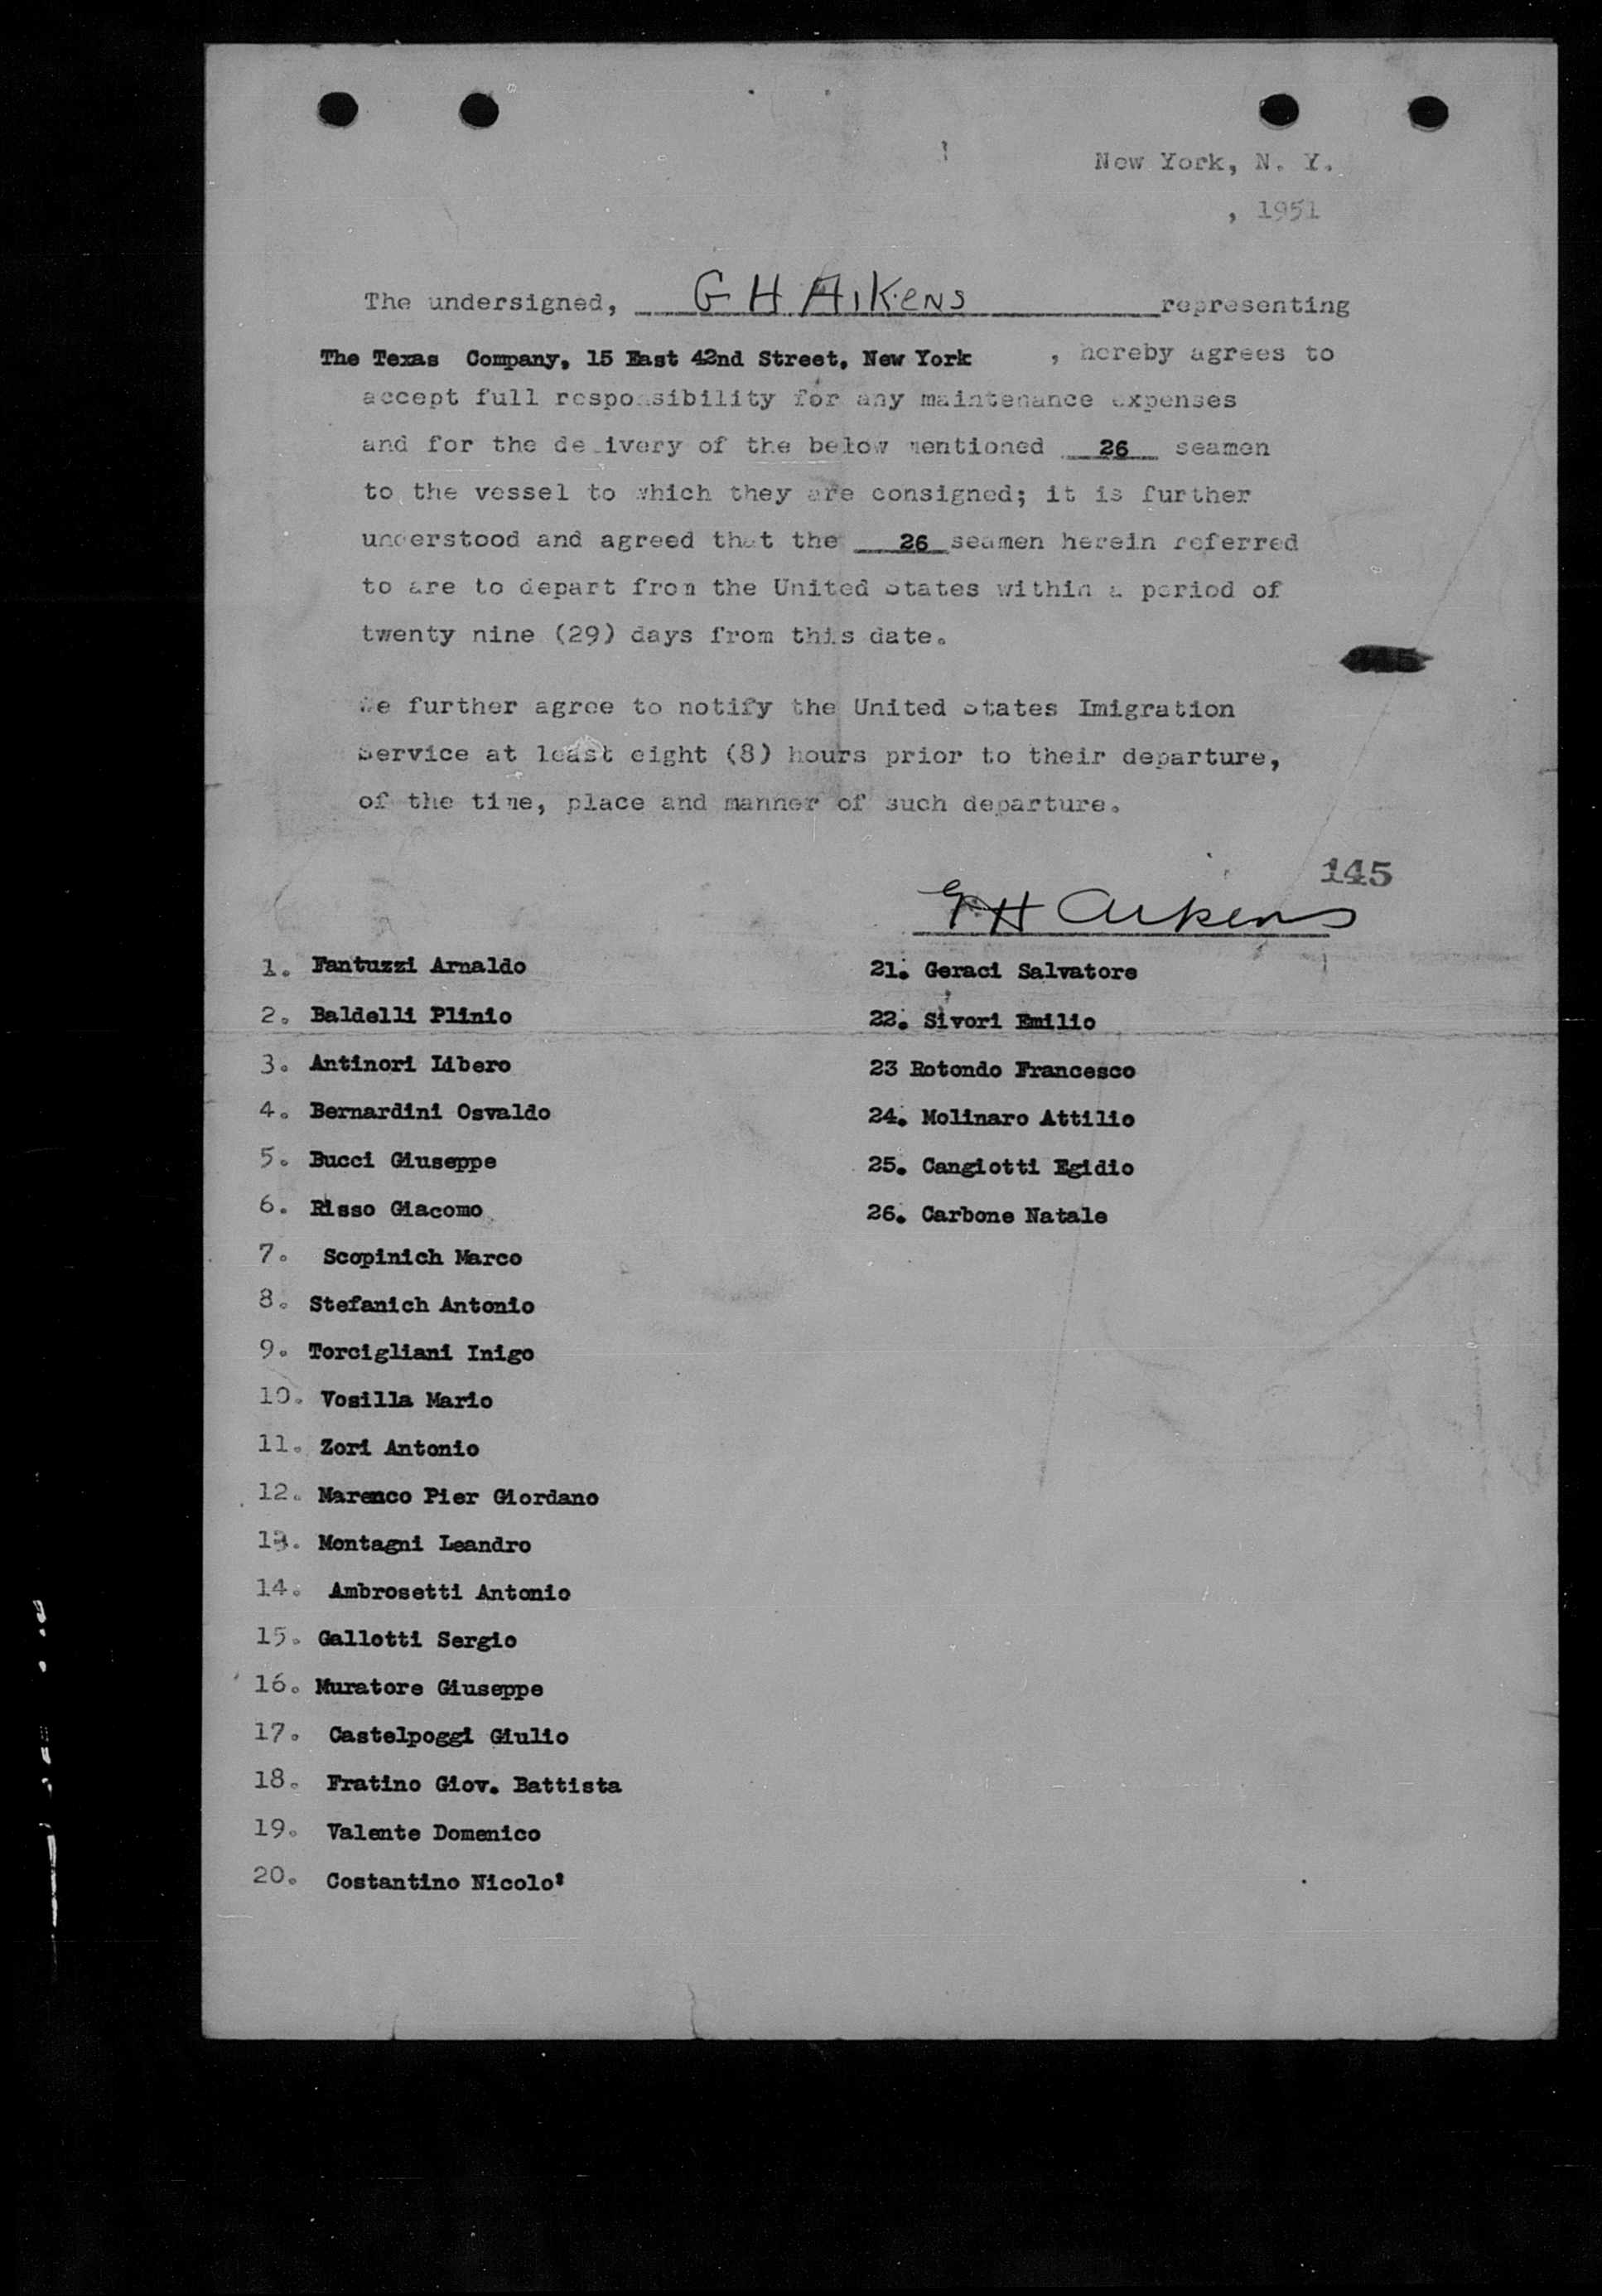 New York, N. Y.
, 1951
The undersigned, G H Aikens representing
The Texas Company, 15 East 42nd Street, New York , hereby agrees to
accept full responsibility for any maintenance expenses
and for the delivery of the below mentioned 26 seamen
to the vessel to which they are consigned; it is further
understood and agreed that the 26 seamen herein referred
to are to depart from the United States within a period of
twenty nine (29) days from this date.
We further agree to notify the United States Imigration
Service at least eight (8) hours prior to their departure,
of the time, place and manner of such departure.
145
G H Aikens
1. Fantuzzi Arnaldo
2. Baldelli Plinio
3. Antinori Libero
4. Bernardini Osvaldo
5. Bucci Giuseppe
6. Risso Giacomo
7. Scopinich Marco
8. Stefanich Antonio
9. Torcigliani Inigo
10. Vosilla Mario
11. Zori Antonio
12. Marenco Pier Giordano
13. Montagni Leandro
14. Ambrosetti Antonio
15. Gallotti Sergio
16. Muratore Giuseppe
17. Castelpoggi Giulio
18. Fratino Giov. Battista
19. Valente Domenico
20. Costantino Nicolo'
21. Geraci Salvatore
22. Sivori Emilio
23 Rotondo Francesco
24. Molinaro Attilio
25. Cangiotti Egidio
26. Carbone Natale